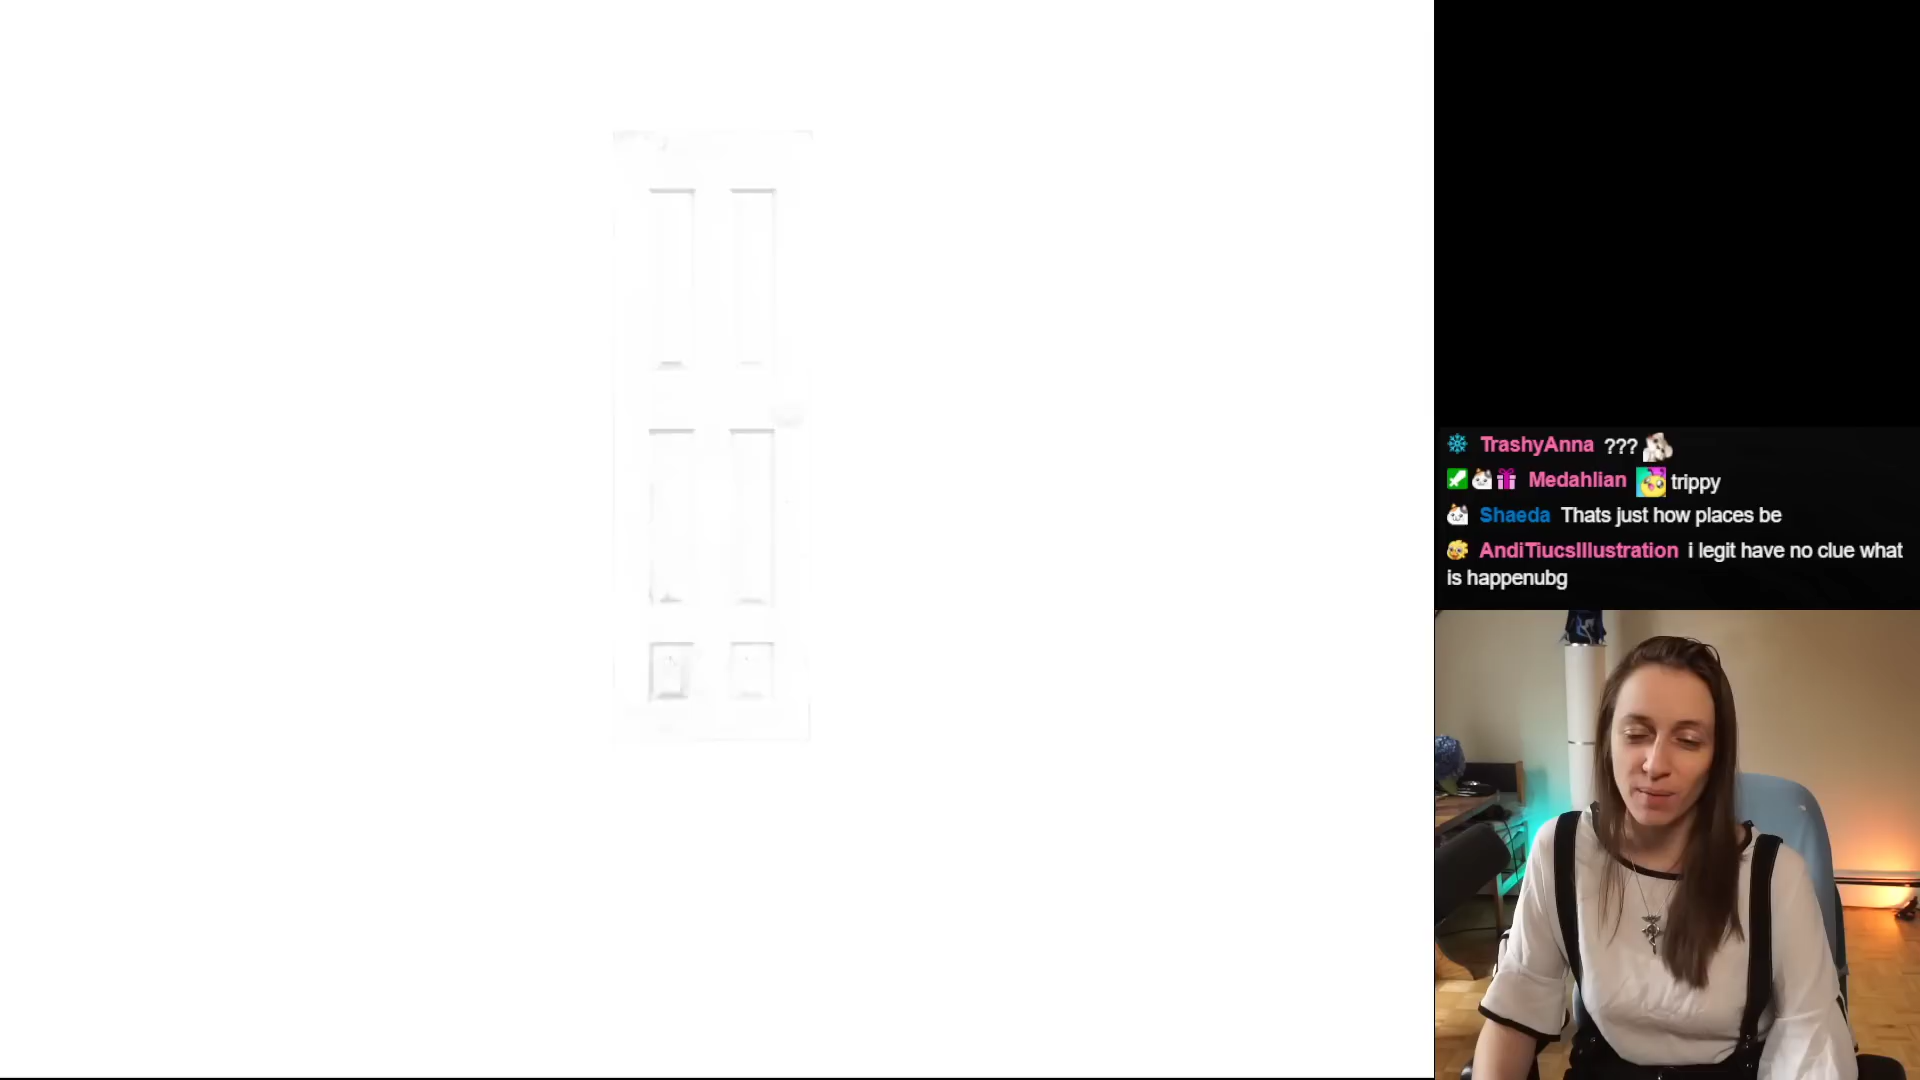 TrashyAnna ???
Medahlian trippy
Shaeda Thats just how places be
AndiTiucsIllustration i legit have no clue what
is happenubg